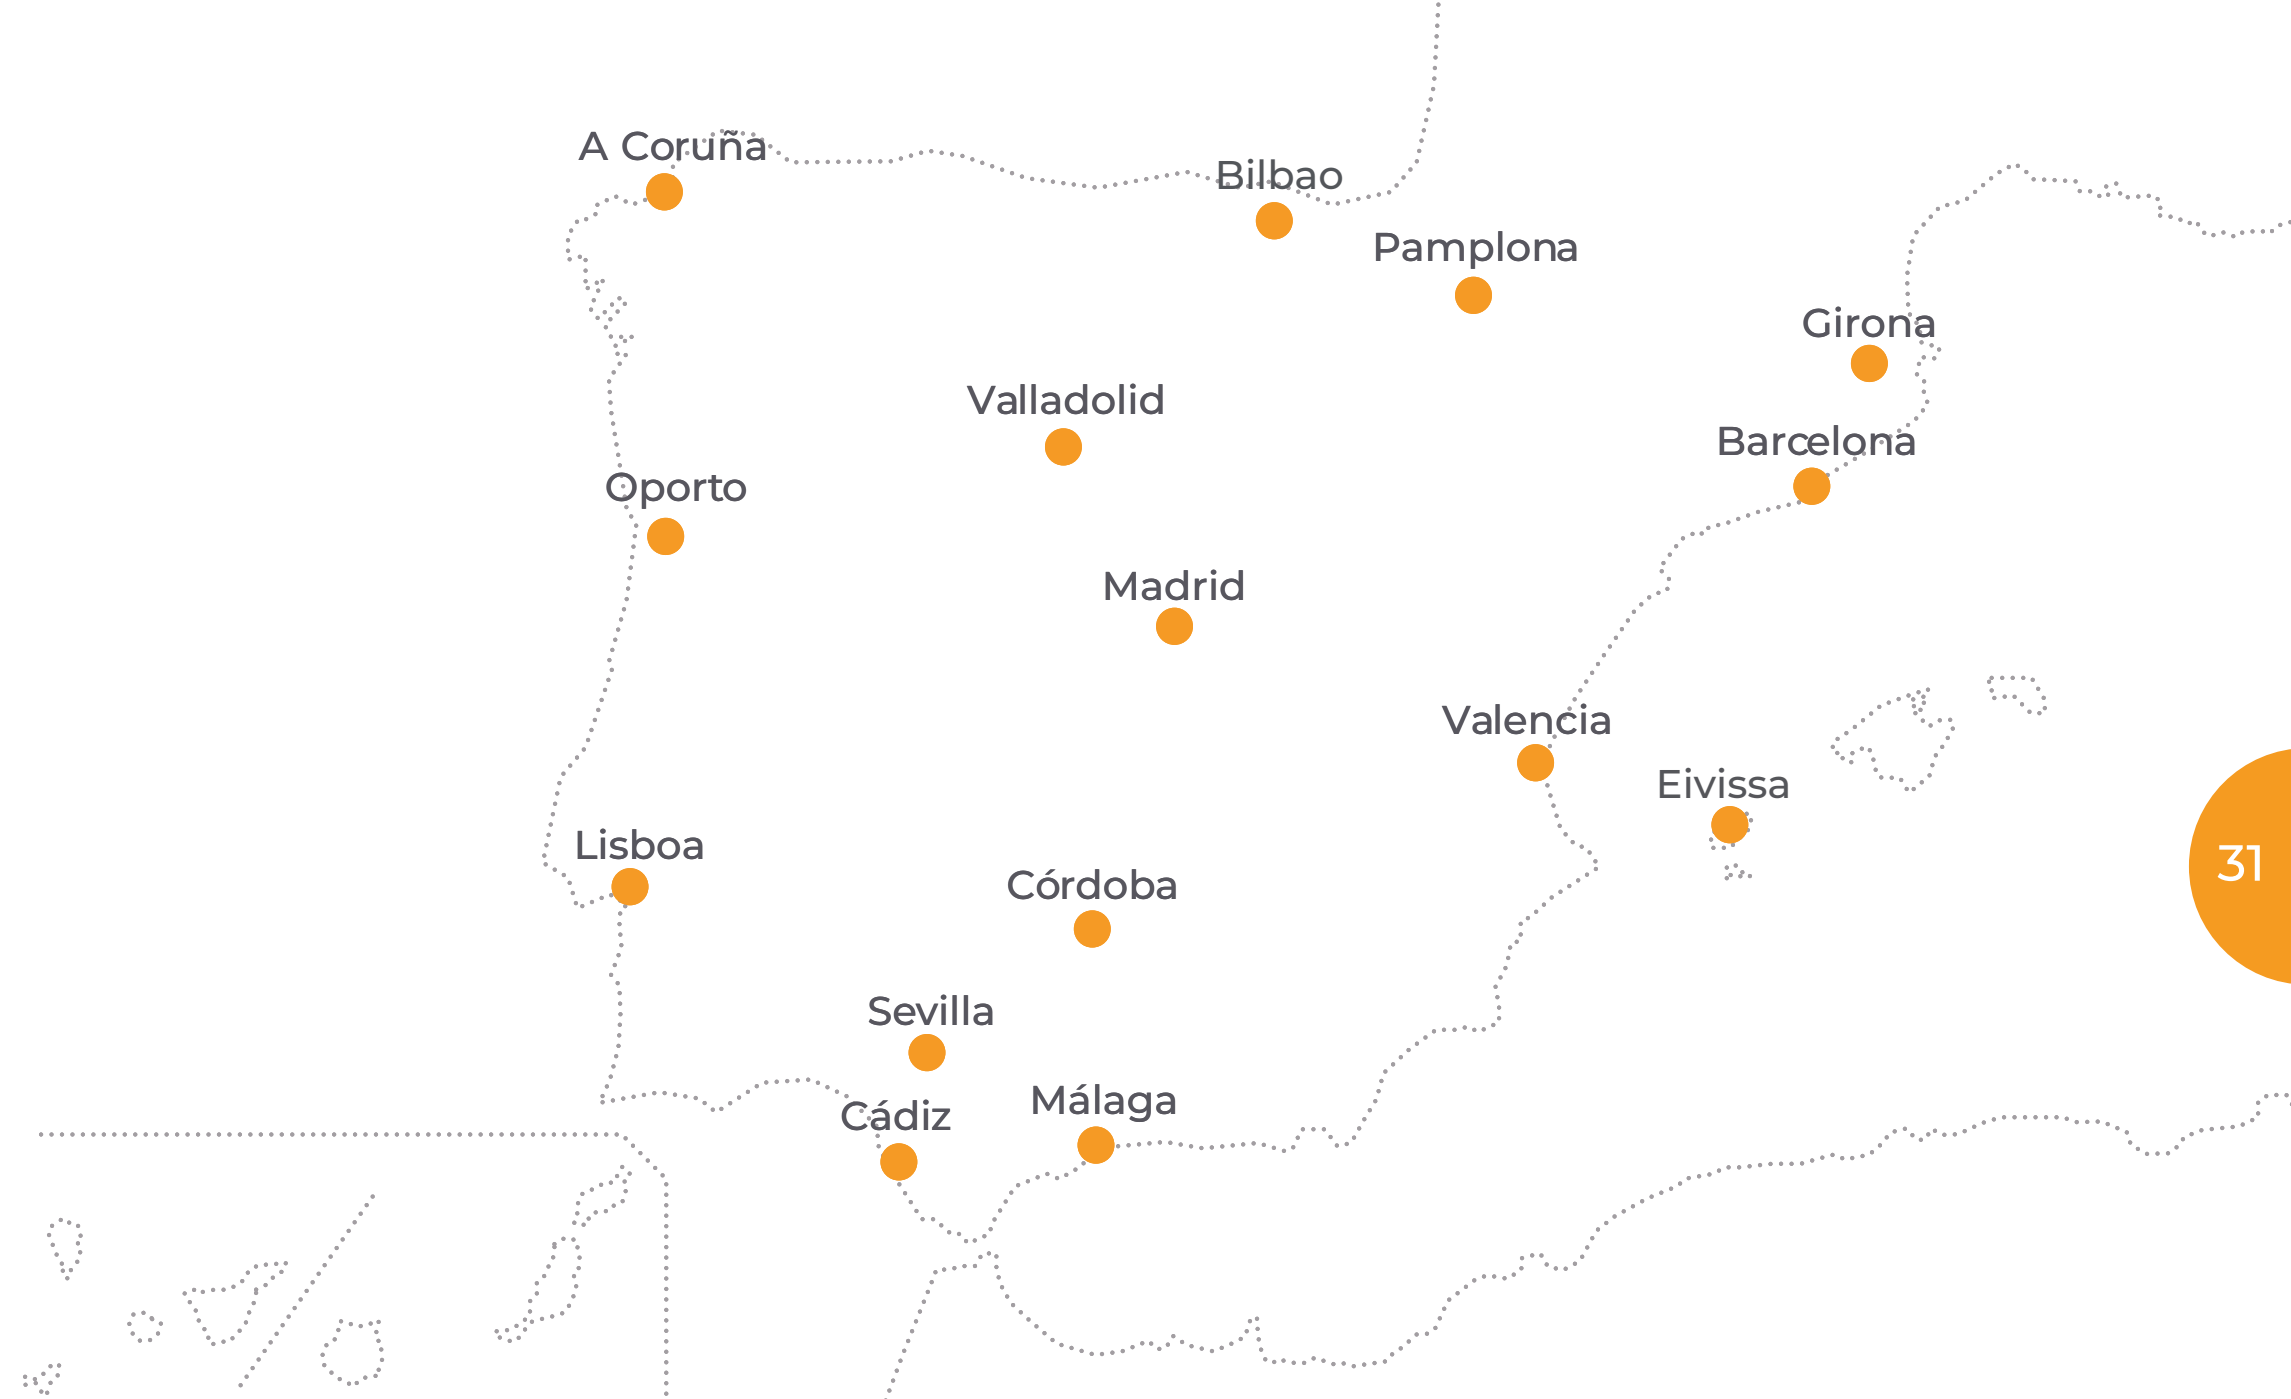 A Coruña
Bilbao
Pamplona
Girona
Valladolid
Barcelona
Oporto
Madrid
Valencia
Eivissa
Lisboa
31
Córdoba
Sevilla
Málaga
Cádiz